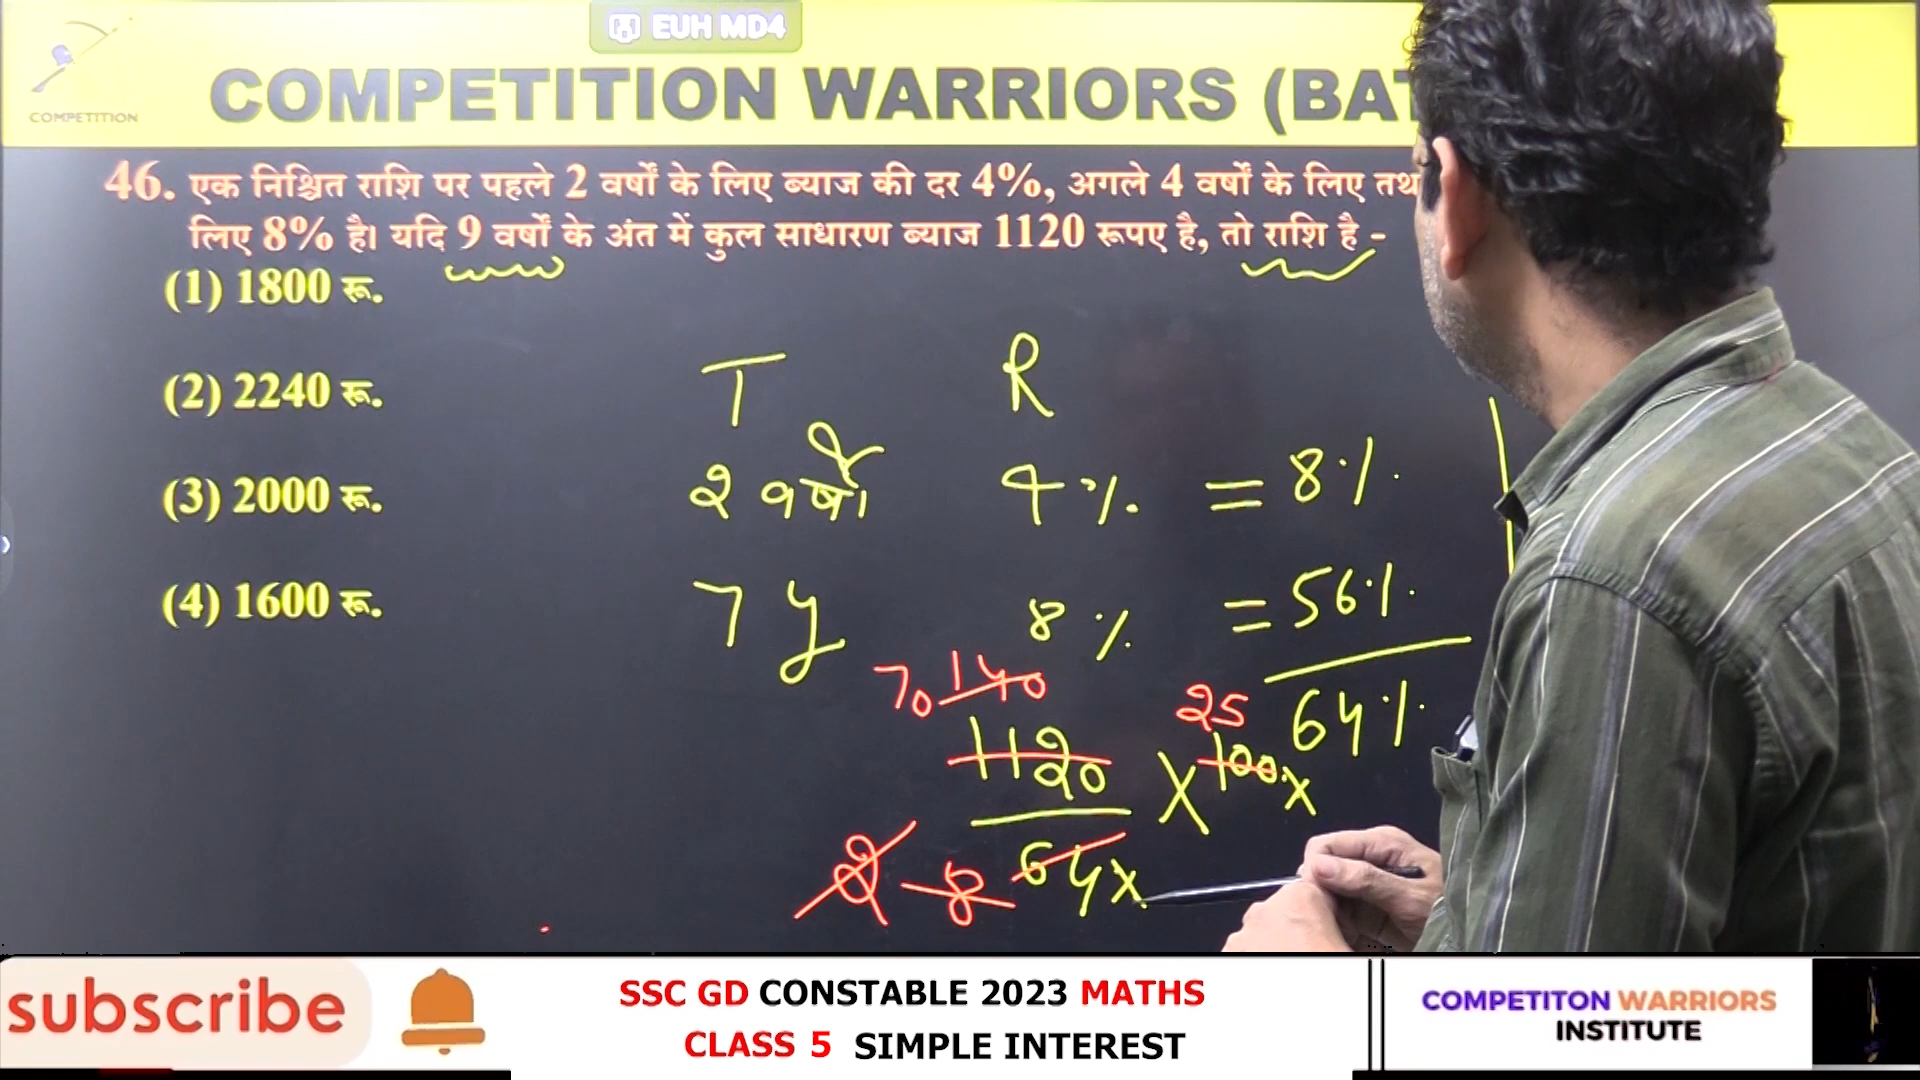 EUH MD4
COMPETITION WARRIORS (BAT
COMPETITION
46. एक निश्चित राशि पर पहले 2 वर्षों के लिए ब्याज की दर 4%, अगले 4 वर्षों के लिए तथ
लिए 8% है। यदि 9 वर्षों के अंत में कुल साधारण ब्याज 1120 रूपए है, तो राशि है -
(1) 1800 रू.
(2) 2240 रू.
(3) 2000 रू.
(4) 1600 रू.
T R
2 वर्षो 4% = 8%
7 y 8% = 56%
64%
70 140 25
1120 X 100 x
8 64x
subscribe
SSC GD CONSTABLE 2023 MATHS
CLASS 5 SIMPLE INTEREST
COMPETITON WARRIORS
INSTITUTE